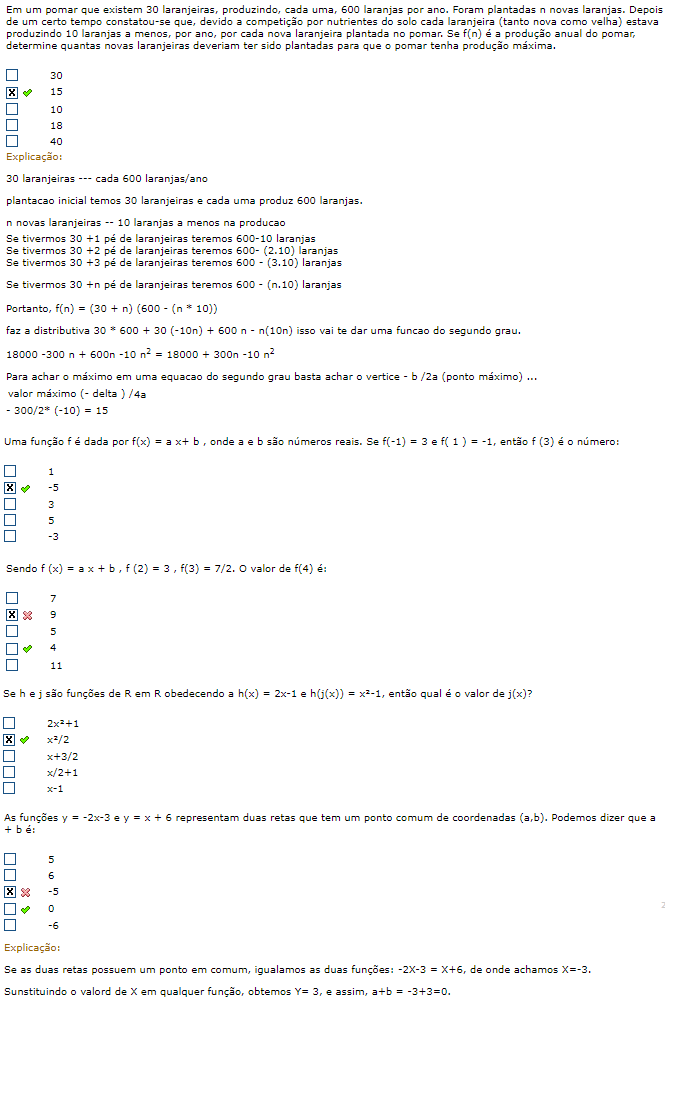 Em um pomar que existem 30 laranjeiras, produzindo, cada uma, 600 laranjas por ano. Foram plantadas n novas laranjas. Depois
de um certo tempo constatou-se que, devido a competição por nutrientes do solo cada laranjeira (tanto nova como velha) estava
produzindo 10 laranjas a menos, por ano, por cada nova laranjeira plantada no pomar. Se f(n) é a produção anual do pomar,
determine quantas novas laranjeiras deveriam ter sido plantadas para que o pomar tenha produção máxima.
30
X 15
10
18
40
Explicação:
30 laranjeiras --- cada 600 laranjas/ano
plantacao inicial temos 30 laranjeiras e cada uma produz 600 laranjas.
n novas laranjeiras -- 10 laranjas a menos na producao
Se tivermos 30 +1 pé de laranjeiras teremos 600-10 laranjas
Se tivermos 30 +2 pé de laranjeiras teremos 600- (2.10) laranjas
Se tivermos 30 +3 pé de laranjeiras teremos 600 - (3.10) laranjas
Se tivermos 30 +n pé de laranjeiras teremos 600 - (n.10) laranjas
Portanto, f(n) = (30 + n) (600 - (n * 10))
faz a distributiva 30 * 600 + 30 (-10n) + 600 n - n(10n) isso vai te dar uma funcao do segundo grau.
18000 -300 n + 600n -10 n² = 18000 + 300n -10 n²
Para achar o máximo em uma equacao do segundo grau basta achar o vertice - b /2a (ponto máximo) ...
valor máximo (- delta ) /4a
- 300/2* (-10) = 15
Uma função f é dada por f(x) = a x+ b , onde a e b são números reais. Se f(-1) = 3 e f( 1 ) = -1, então f (3) é o número:
1
X -5
3
5
-3
Sendo f (x) = a x + b , f (2) = 3 , f(3) = 7/2. O valor de f(4) é:
7
X 9
5
4
11
Se h e j são funções de R em R obedecendo a h(x) = 2x-1 e h(j(x)) = x²-1, então qual é o valor de j(x)?
2x²+1
X x²/2
x+3/2
x/2+1
x-1
As funções y = -2x-3 e y = x + 6 representam duas retas que tem um ponto comum de coordenadas (a,b). Podemos dizer que a
+ b é:
5
6
X -5
2
0
-6
Explicação:
Se as duas retas possuem um ponto em comum, igualamos as duas funções: -2X-3 = X+6, de onde achamos X=-3.
Sunstituindo o valord de X em qualquer função, obtemos Y= 3, e assim, a+b = -3+3=0.